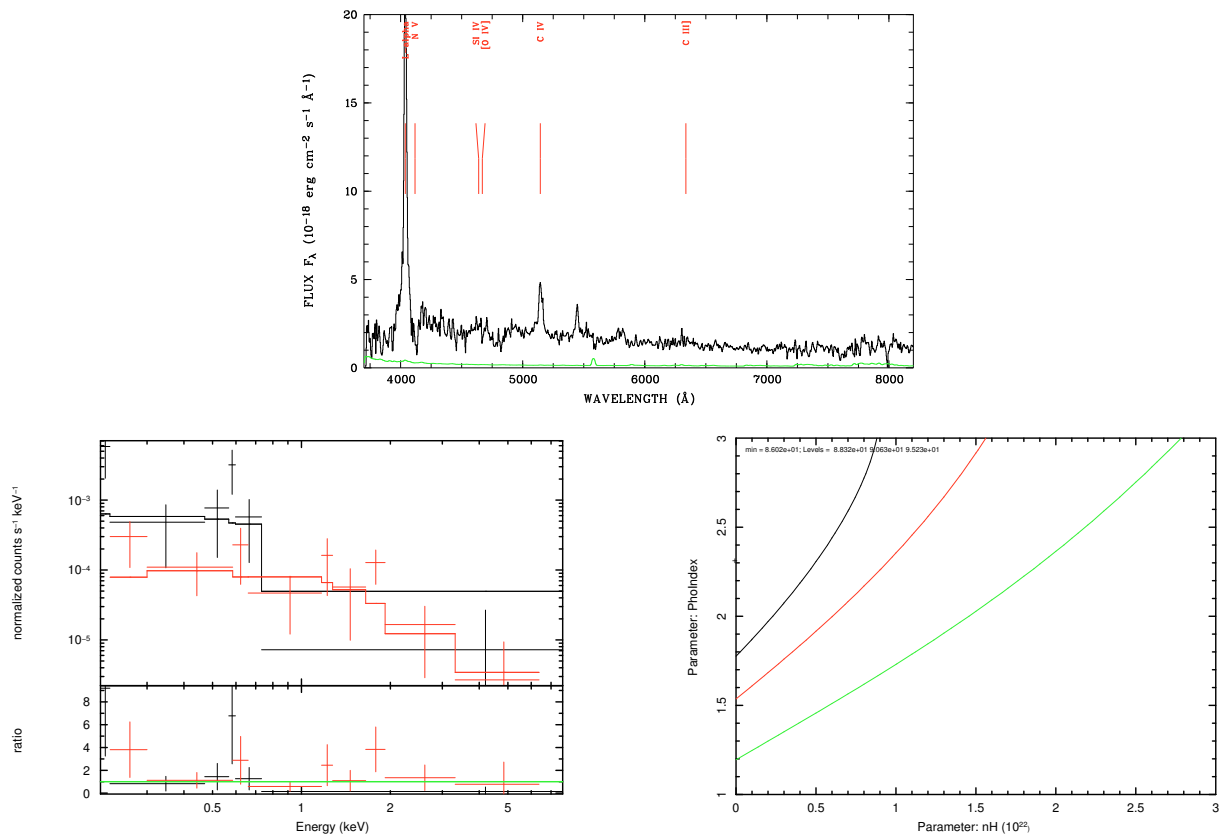 20
15
10
5
0
FLUX Fλ (10⁻¹⁸ erg cm⁻² s⁻¹ Å⁻¹)
N V
SI IV
[O IV]
C IV
C III]
4000 5000 6000 7000 8000
WAVELENGTH (Å)
normalized counts s⁻¹ keV⁻¹
10⁻³
10⁻⁴
10⁻⁵
ratio
8
6
4
2
0
0.5 1 2 5
Energy (keV)
min = 8.602e+01; Levels = 8.832e+01 9.063e+01 9.523e+01
Parameter: PhoIndex
3
2.5
2
1.5
1
0 0.5 1 1.5 2 2.5 3
Parameter: nH (10²²)